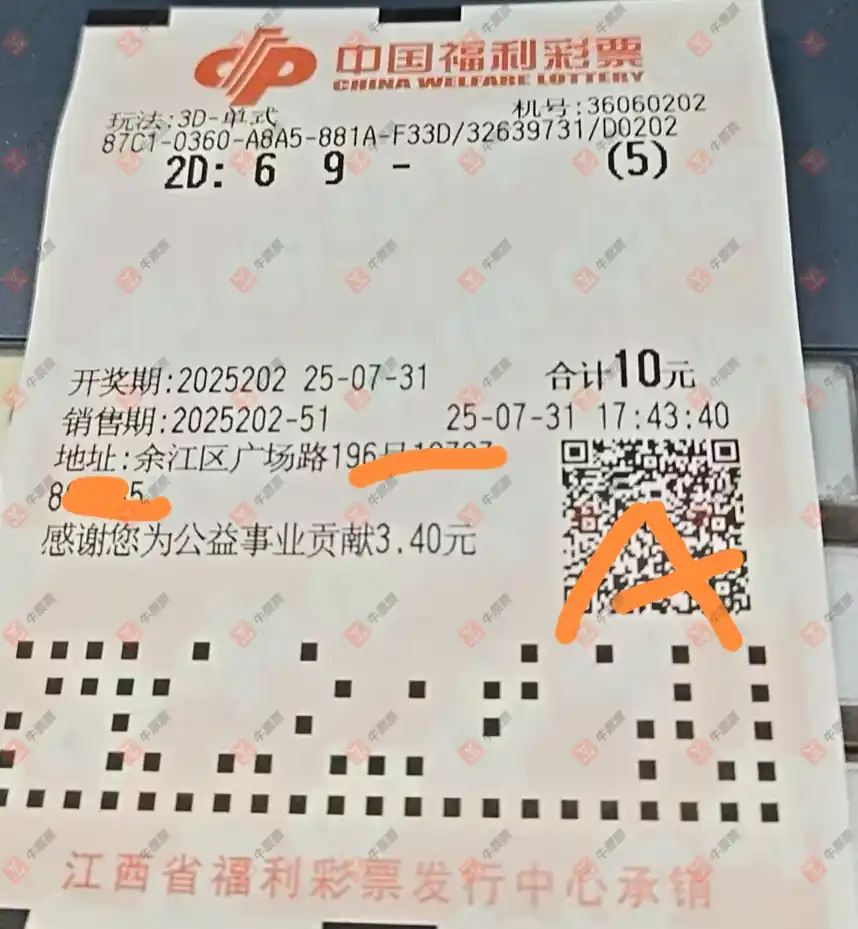 中国福利彩票
CHINA WELFARE LOTTERY
玩法:3D-单式 机号:36060202
87C1-0360-A8A5-881A-F33D/32639731/D0202
2D: 6 9 - (5)
开奖期:2025202 25-07-31 合计10元
销售期:2025202-51 25-07-31 17:43:40
地址:余江区广场路196号
感谢您为公益事业贡献3.40元
A
江西省福利彩票发行中心承销